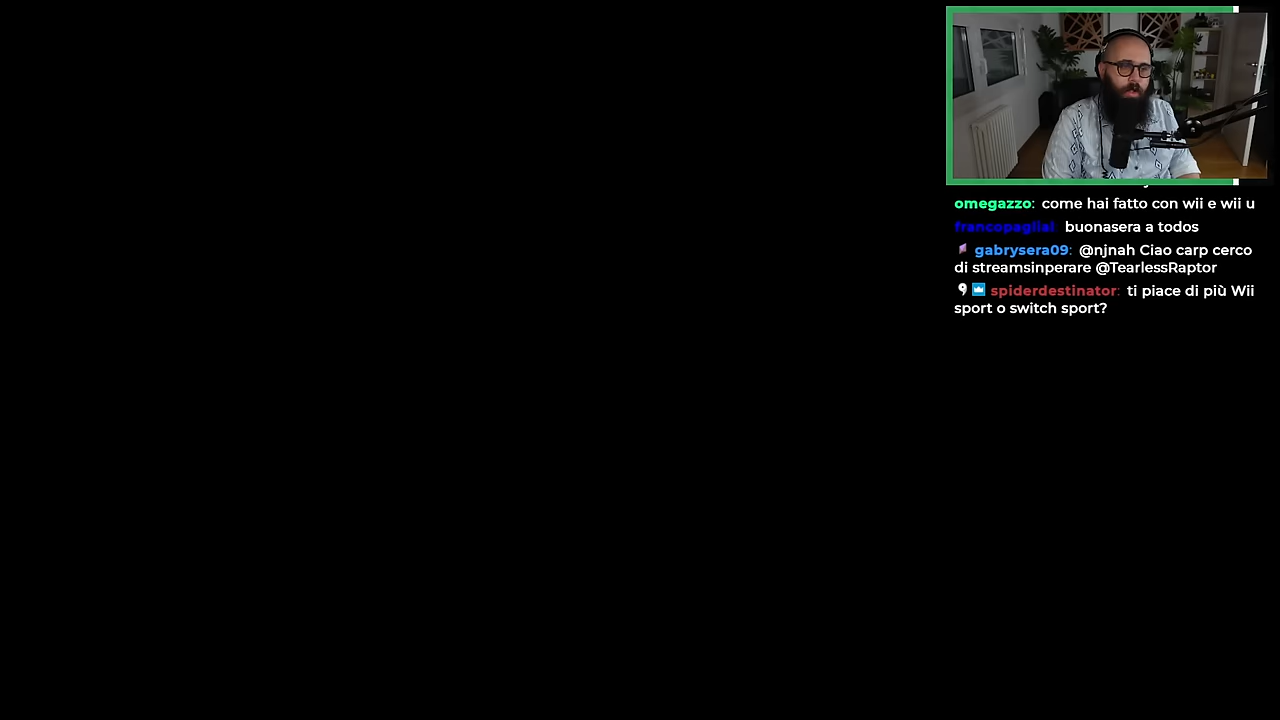 omegazzo: come hai fatto con wii e wii u
francopaglia1 buonasera a todos
gabrysera09: @njnah Ciao carp cerco
di streamsinperare @TearlessRaptor
spiderdestinator: ti piace di più Wii
sport o switch sport?